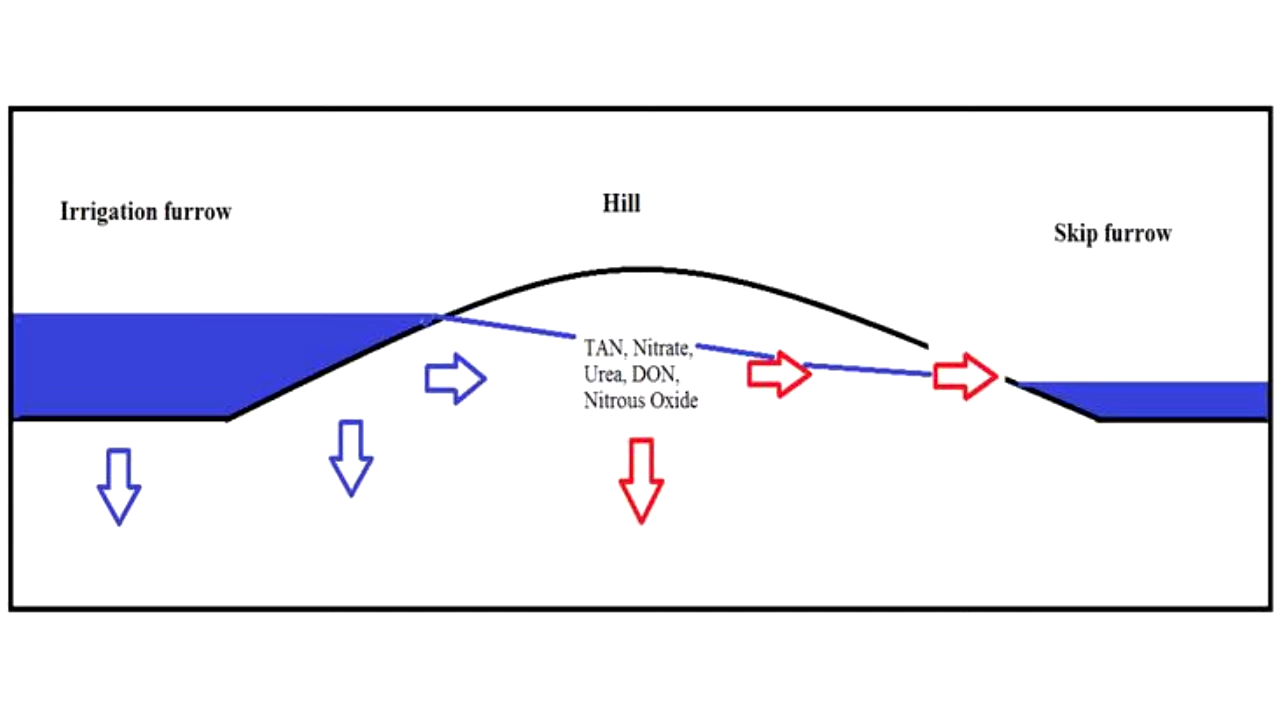 Irrigation furrow
Hill
Skip furrow
TAN, Nitrate,
Urea, DON,
Nitrous Oxide